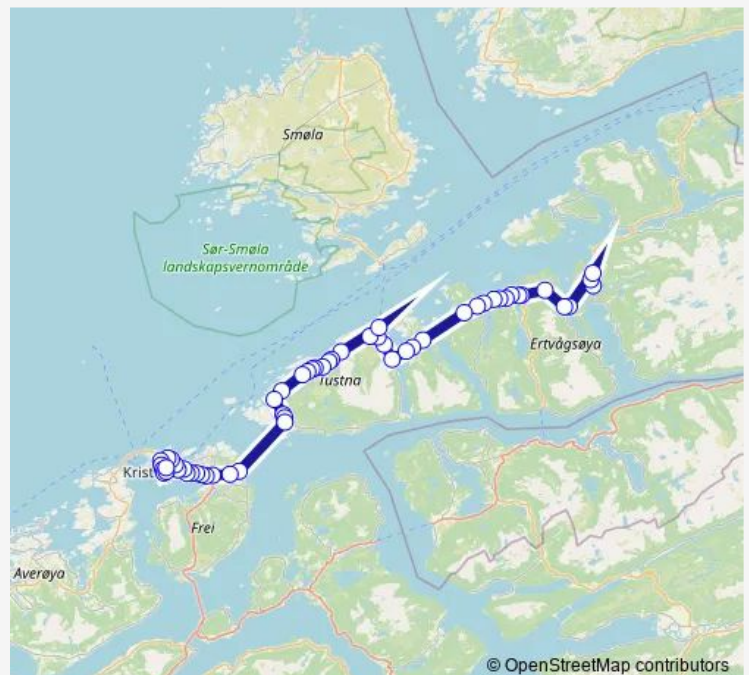 Smøla
Sør-Smøla
landskapsvernområde
Tustna
Ertvågsøya
Krist
Frei
Averøya
© OpenStreetMap contributors